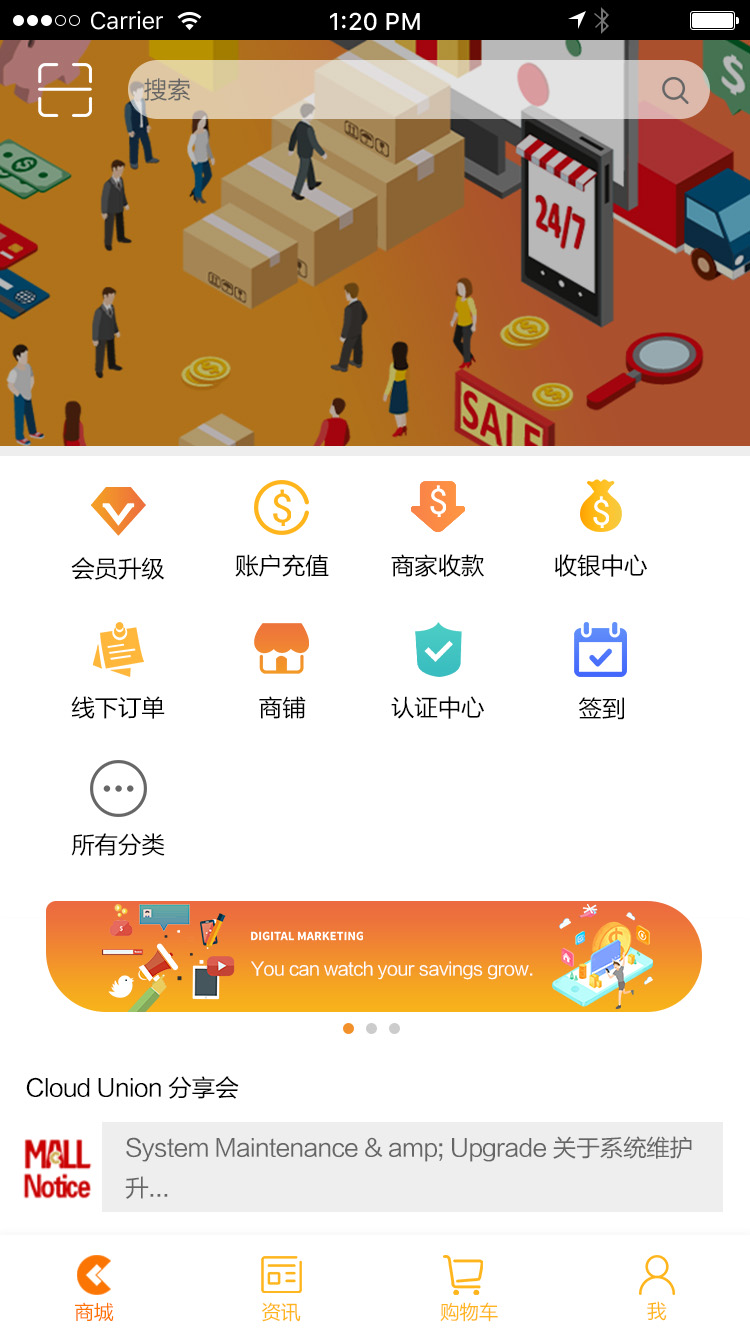 Carrier
1:20 PM
搜索
24/7
SALE
会员升级
账户充值
商家收款
收银中心
线下订单
商铺
认证中心
签到
所有分类
DIGITAL MARKETING
You can watch your savings grow.
Cloud Union 分享会
MALL
Notice
System Maintenance & amp; Upgrade 关于系统维护
升...
商城
资讯
购物车
我